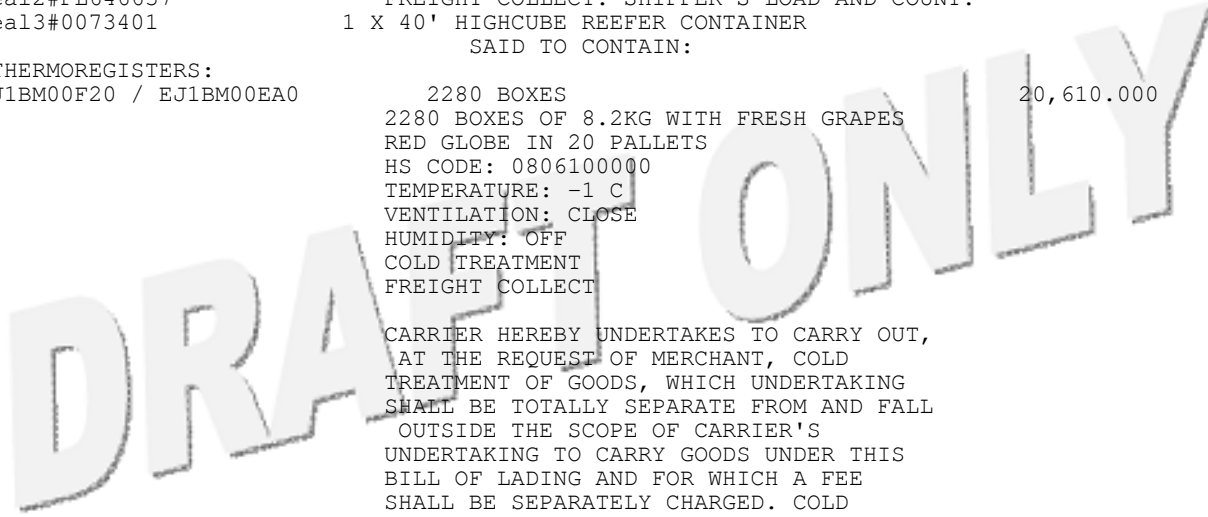 FREIGHT COLLECT. SHIPPER'S LOAD AND COUNT.
eal3#0073401 1 X 40' HIGHCUBE REEFER CONTAINER
SAID TO CONTAIN:
THERMOREGISTERS:
J1BM00F20 / EJ1BM00EA0 2280 BOXES 20,610.000
2280 BOXES OF 8.2KG WITH FRESH GRAPES
RED GLOBE IN 20 PALLETS
HS CODE: 0806100000
TEMPERATURE: -1 C
VENTILATION: CLOSE
HUMIDITY: OFF
COLD TREATMENT
FREIGHT COLLECT
CARRIER HEREBY UNDERTAKES TO CARRY OUT,
AT THE REQUEST OF MERCHANT, COLD
TREATMENT OF GOODS, WHICH UNDERTAKING
SHALL BE TOTALLY SEPARATE FROM AND FALL
OUTSIDE THE SCOPE OF CARRIER'S
UNDERTAKING TO CARRY GOODS UNDER THIS
BILL OF LADING AND FOR WHICH A FEE
SHALL BE SEPARATELY CHARGED. COLD
DRAFT ONLY